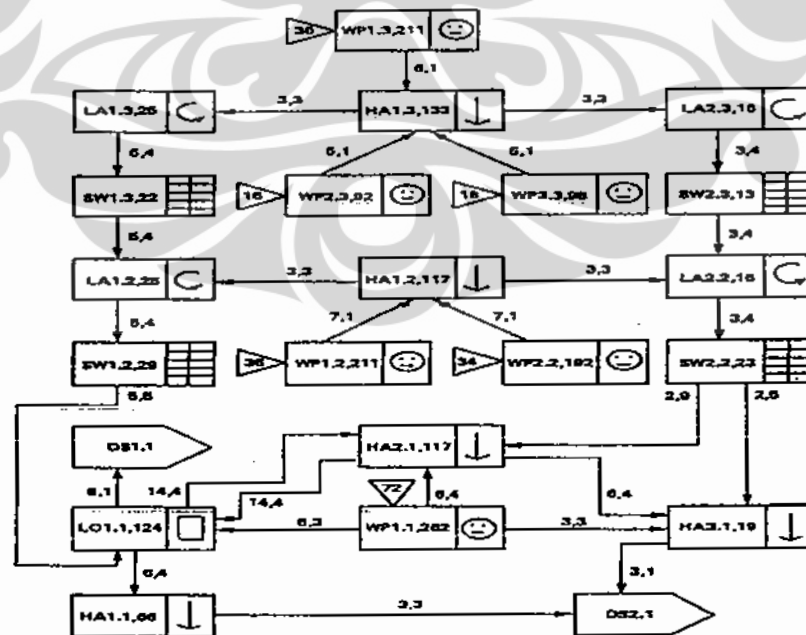 36 WP1.3,211
6,1
LA1.3,25 3,3 HA1.3,133 3,3 LA2.3,16
5,4 5,1 5,1 3,4
SW1.3,22 16 WP2.3,92 16 WP3.3,98 SW2.3,13
5,4 3,4
LA1.2,25 3,3 HA1.2,117 3,3 LA2.2,16
5,4 7,1 7,1 3,4
SW1.2,29 36 WP1.2,211 34 WP2.2,192 SW2.2,23
2,9
DS1.1 HA2.1,117
6,1 14,4 14,4 72 6,4 6,4
LO1.1,124 6,3 WP1.1,262 3,3 HA3.1,19
6,4 3,1
HA1.1,66 3,3 DS2.1